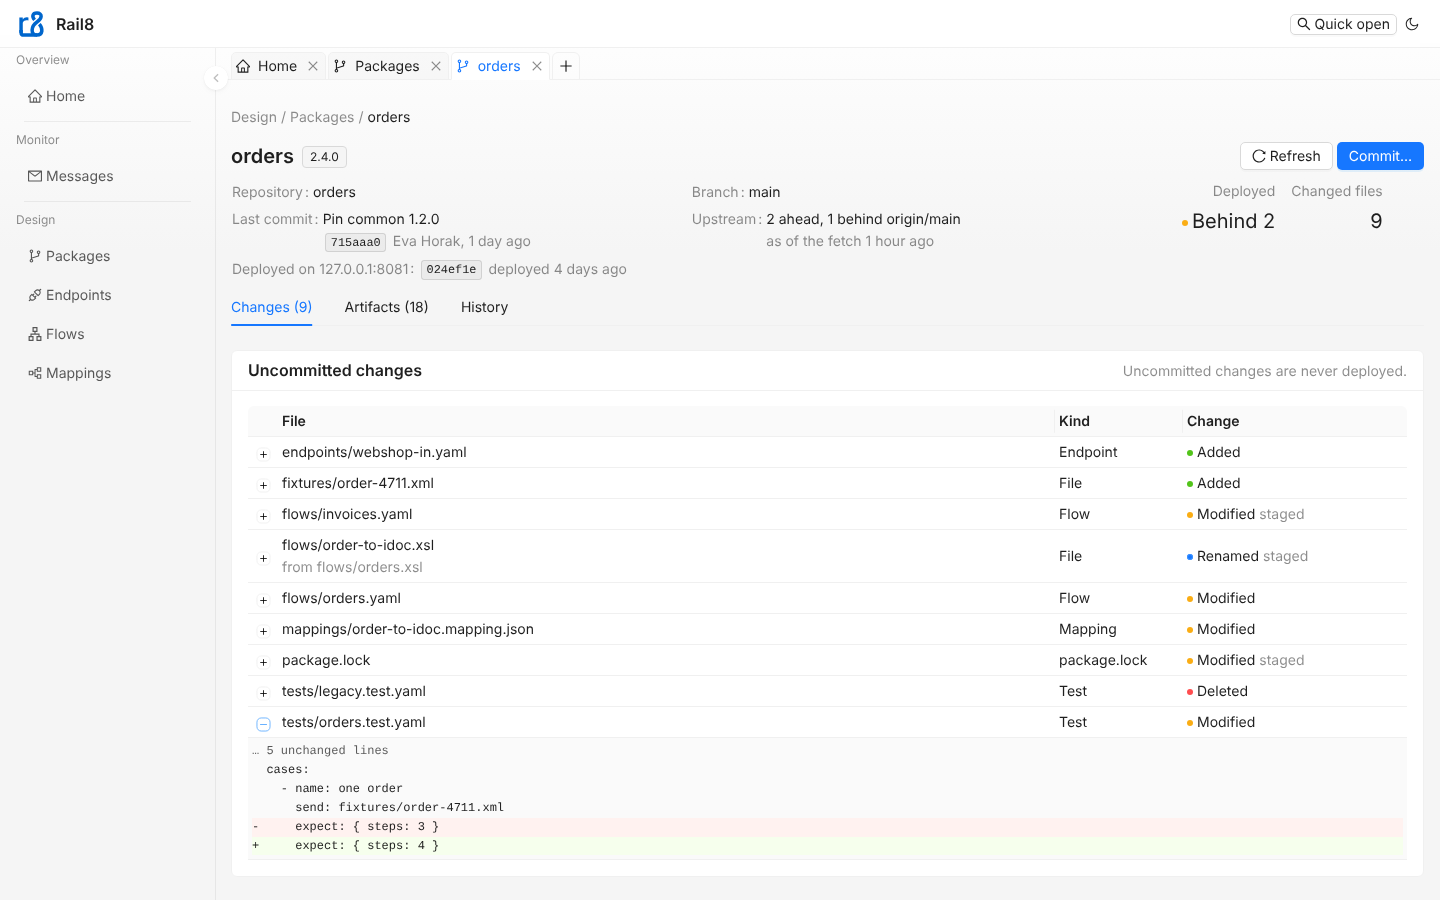 r8 Rail8
Quick open
Overview
Home
Monitor
Messages
Design
Packages
Endpoints
Flows
Mappings
Home
Packages
orders
Design / Packages / orders
orders 2.4.0
Refresh
Commit...
Repository: orders
Branch: main
Deployed
Behind 2
Changed files
9
Last commit: Pin common 1.2.0
715aaa0 Eva Horak, 1 day ago
Upstream: 2 ahead, 1 behind origin/main
as of the fetch 1 hour ago
Deployed on 127.0.0.1:8081: 024ef1e deployed 4 days ago
Changes (9)
Artifacts (18)
History
Uncommitted changes
Uncommitted changes are never deployed.
File Kind Change
+ endpoints/webshop-in.yaml Endpoint Added
+ fixtures/order-4711.xml File Added
+ flows/invoices.yaml Flow Modified staged
+ flows/order-to-idoc.xsl File Renamed staged
from flows/orders.xsl
+ flows/orders.yaml Flow Modified
+ mappings/order-to-idoc.mapping.json Mapping Modified
+ package.lock package.lock Modified staged
+ tests/legacy.test.yaml Test Deleted
tests/orders.test.yaml Test Modified
… 5 unchanged lines
cases:
- name: one order
send: fixtures/order-4711.xml
- expect: { steps: 3 }
+ expect: { steps: 4 }